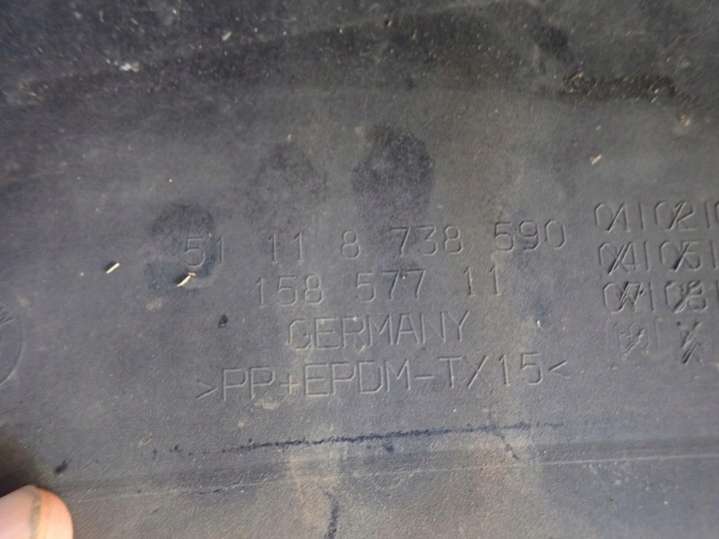 51 11 8 738 590
158 577 11
GERMANY
>PP+EPDM-T/15<